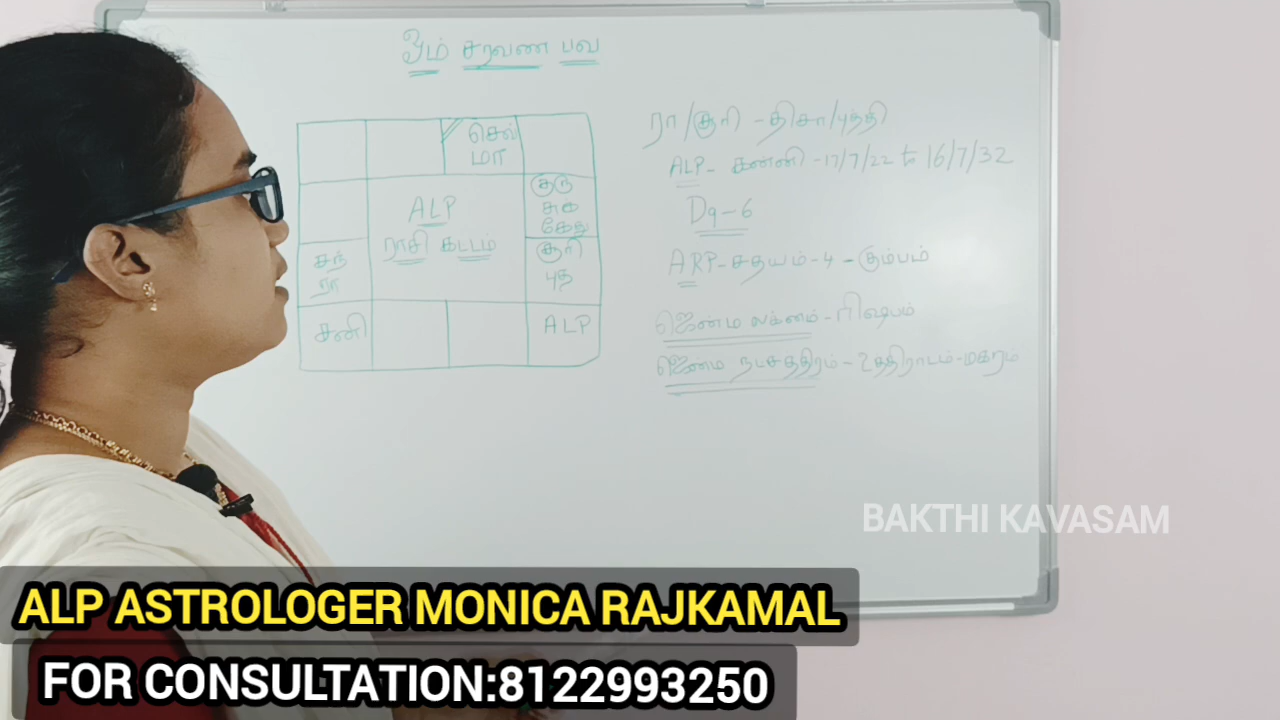 ஓம் சரவண பவ
செவ்
மா
குரு
சுக்
கேது
சூரி
புத
ALP
ராசி கட்டம்
சந்
ரா
சனி
ALP
ரா/சூரி - திசா/புத்தி
ALP - கன்னி - 17/7/22 to 16/7/32
D9-6
ARP - சதயம் - 4 - கும்பம்
ஜென்ம லக்னம் - ரிஷபம்
ஜென்ம நட்சத்திரம் - உத்திராடம் - மகரம்
BAKTHI KAVASAM
ALP ASTROLOGER MONICA RAJKAMAL
FOR CONSULTATION:8122993250